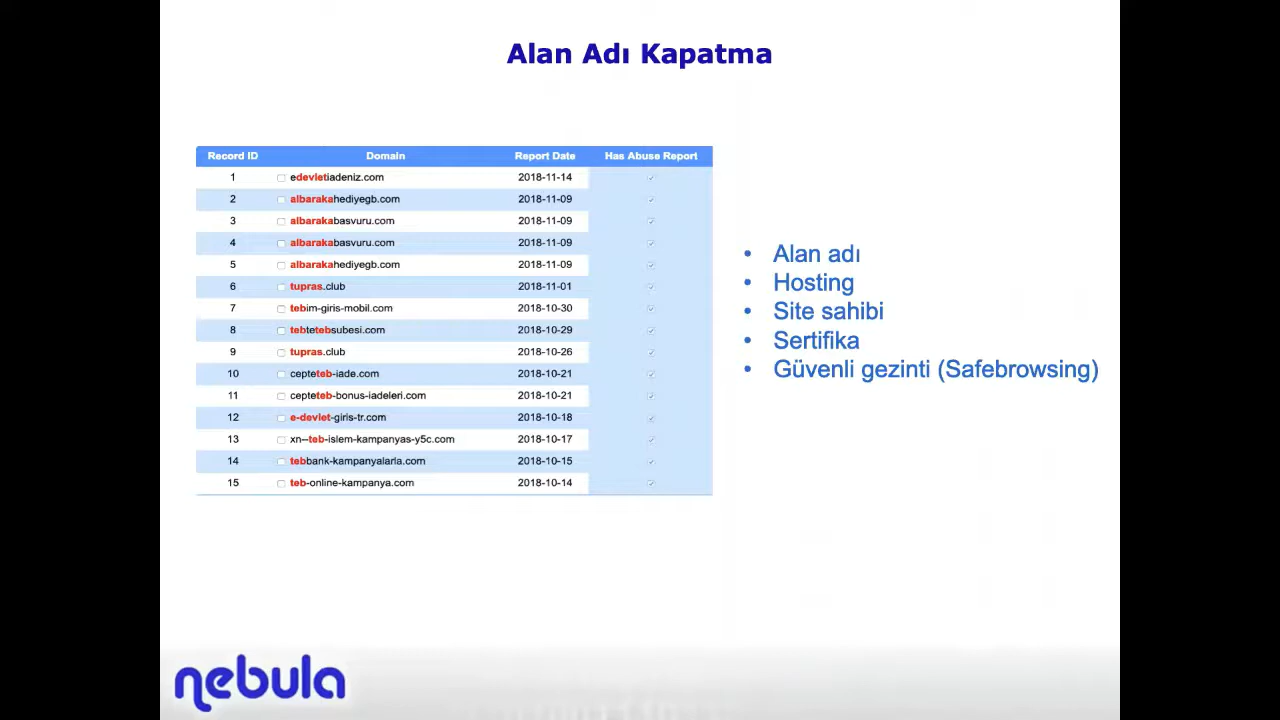 Alan Adı Kapatma
Record ID Domain Report Date Has Abuse Report
1 edevletiadeniz.com 2018-11-14
2 albarakahediyegb.com 2018-11-09
3 albarakabasvuru.com 2018-11-09
4 albarakabasvuru.com 2018-11-09
5 albarakahediyegb.com 2018-11-09
6 tupras.club 2018-11-01
7 tebim-giris-mobil.com 2018-10-30
8 tebtetebsubesi.com 2018-10-29
9 tupras.club 2018-10-26
10 cepteteb-iade.com 2018-10-21
11 cepteteb-bonus-iadeleri.com 2018-10-21
12 e-devlet-giris-tr.com 2018-10-18
13 xn--teb-islem-kampanyas-y5c.com 2018-10-17
14 tebbank-kampanyalarla.com 2018-10-15
15 teb-online-kampanya.com 2018-10-14
• Alan adı
• Hosting
• Site sahibi
• Sertifika
• Güvenli gezinti (Safebrowsing)
nebula